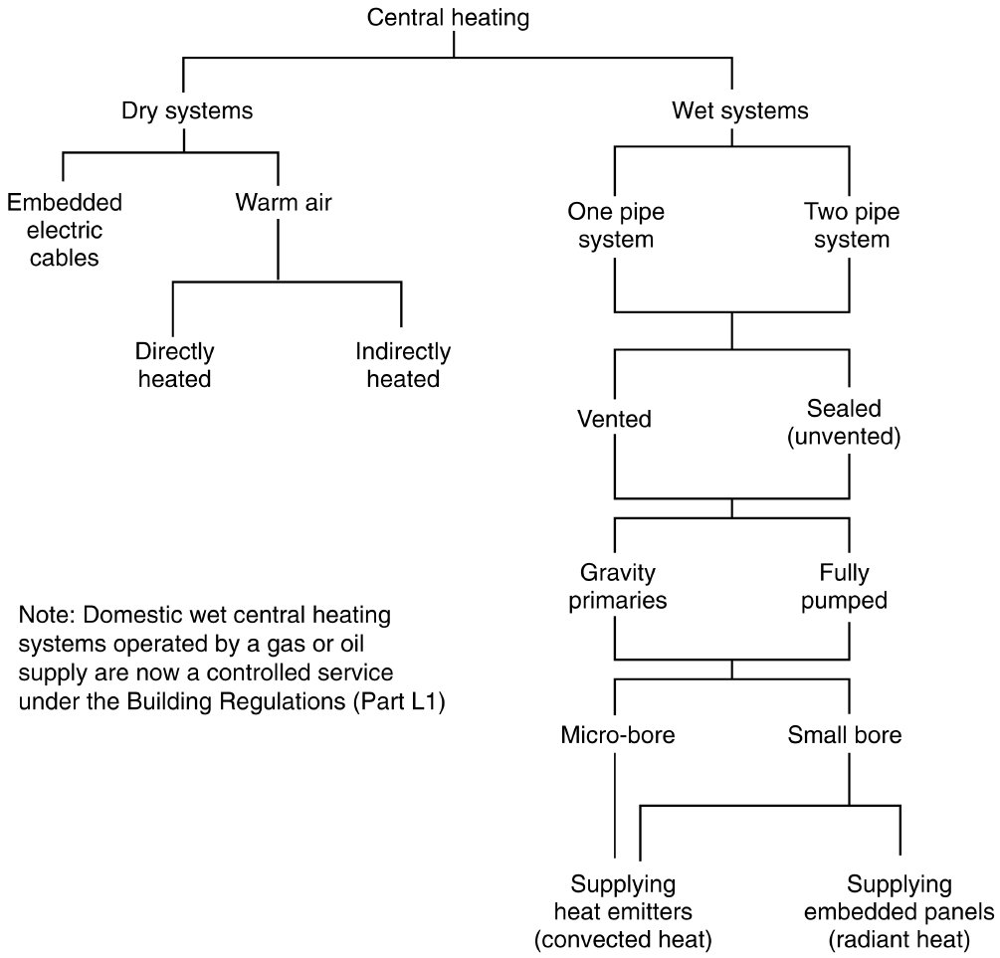 Central heating
Dry systems
Wet systems
Embedded
electric
cables
Warm air
One pipe
system
Two pipe
system
Directly
heated
Indirectly
heated
Vented
Sealed
(unvented)
Gravity
primaries
Fully
pumped
Note: Domestic wet central heating
systems operated by a gas or oil
supply are now a controlled service
under the Building Regulations (Part L1)
Micro-bore
Small bore
Supplying
heat emitters
(convected heat)
Supplying
embedded panels
(radiant heat)